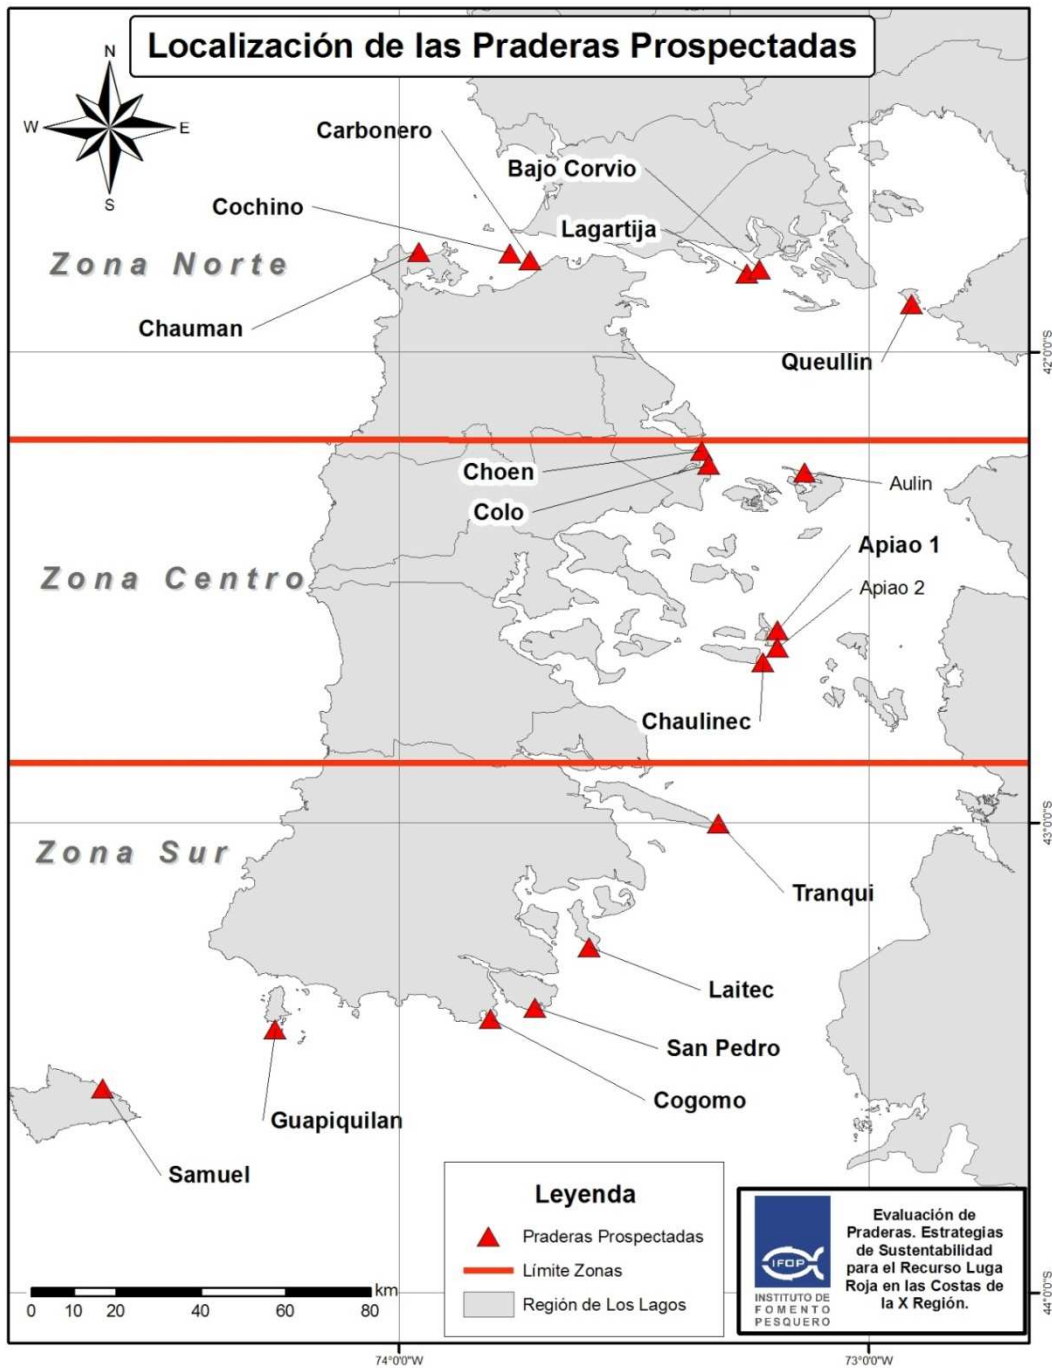 Localización de las Praderas Prospectadas
N
W
E
S
Carbonero
Bajo Corvio
Cochino
Lagartija
Zona Norte
Chauman
Queullin
42°0'0"S
Choen
Colo
Aulin
Apiao 1
Zona Centro
Apiao 2
Chaulinec
43°0'0"S
Zona Sur
Tranqui
Laitec
San Pedro
Cogomo
Guapiquilan
Samuel
Leyenda
Praderas Prospectadas
Límite Zonas
Región de Los Lagos
km
0 10 20 40 60 80
IFOP
INSTITUTO DE
FOMENTO
PESQUERO
Evaluación de
Praderas. Estrategias
de Sustentabilidad
para el Recurso Luga
Roja en las Costas de
la X Región.
44°0'0"S
74°0'0"W
73°0'0"W